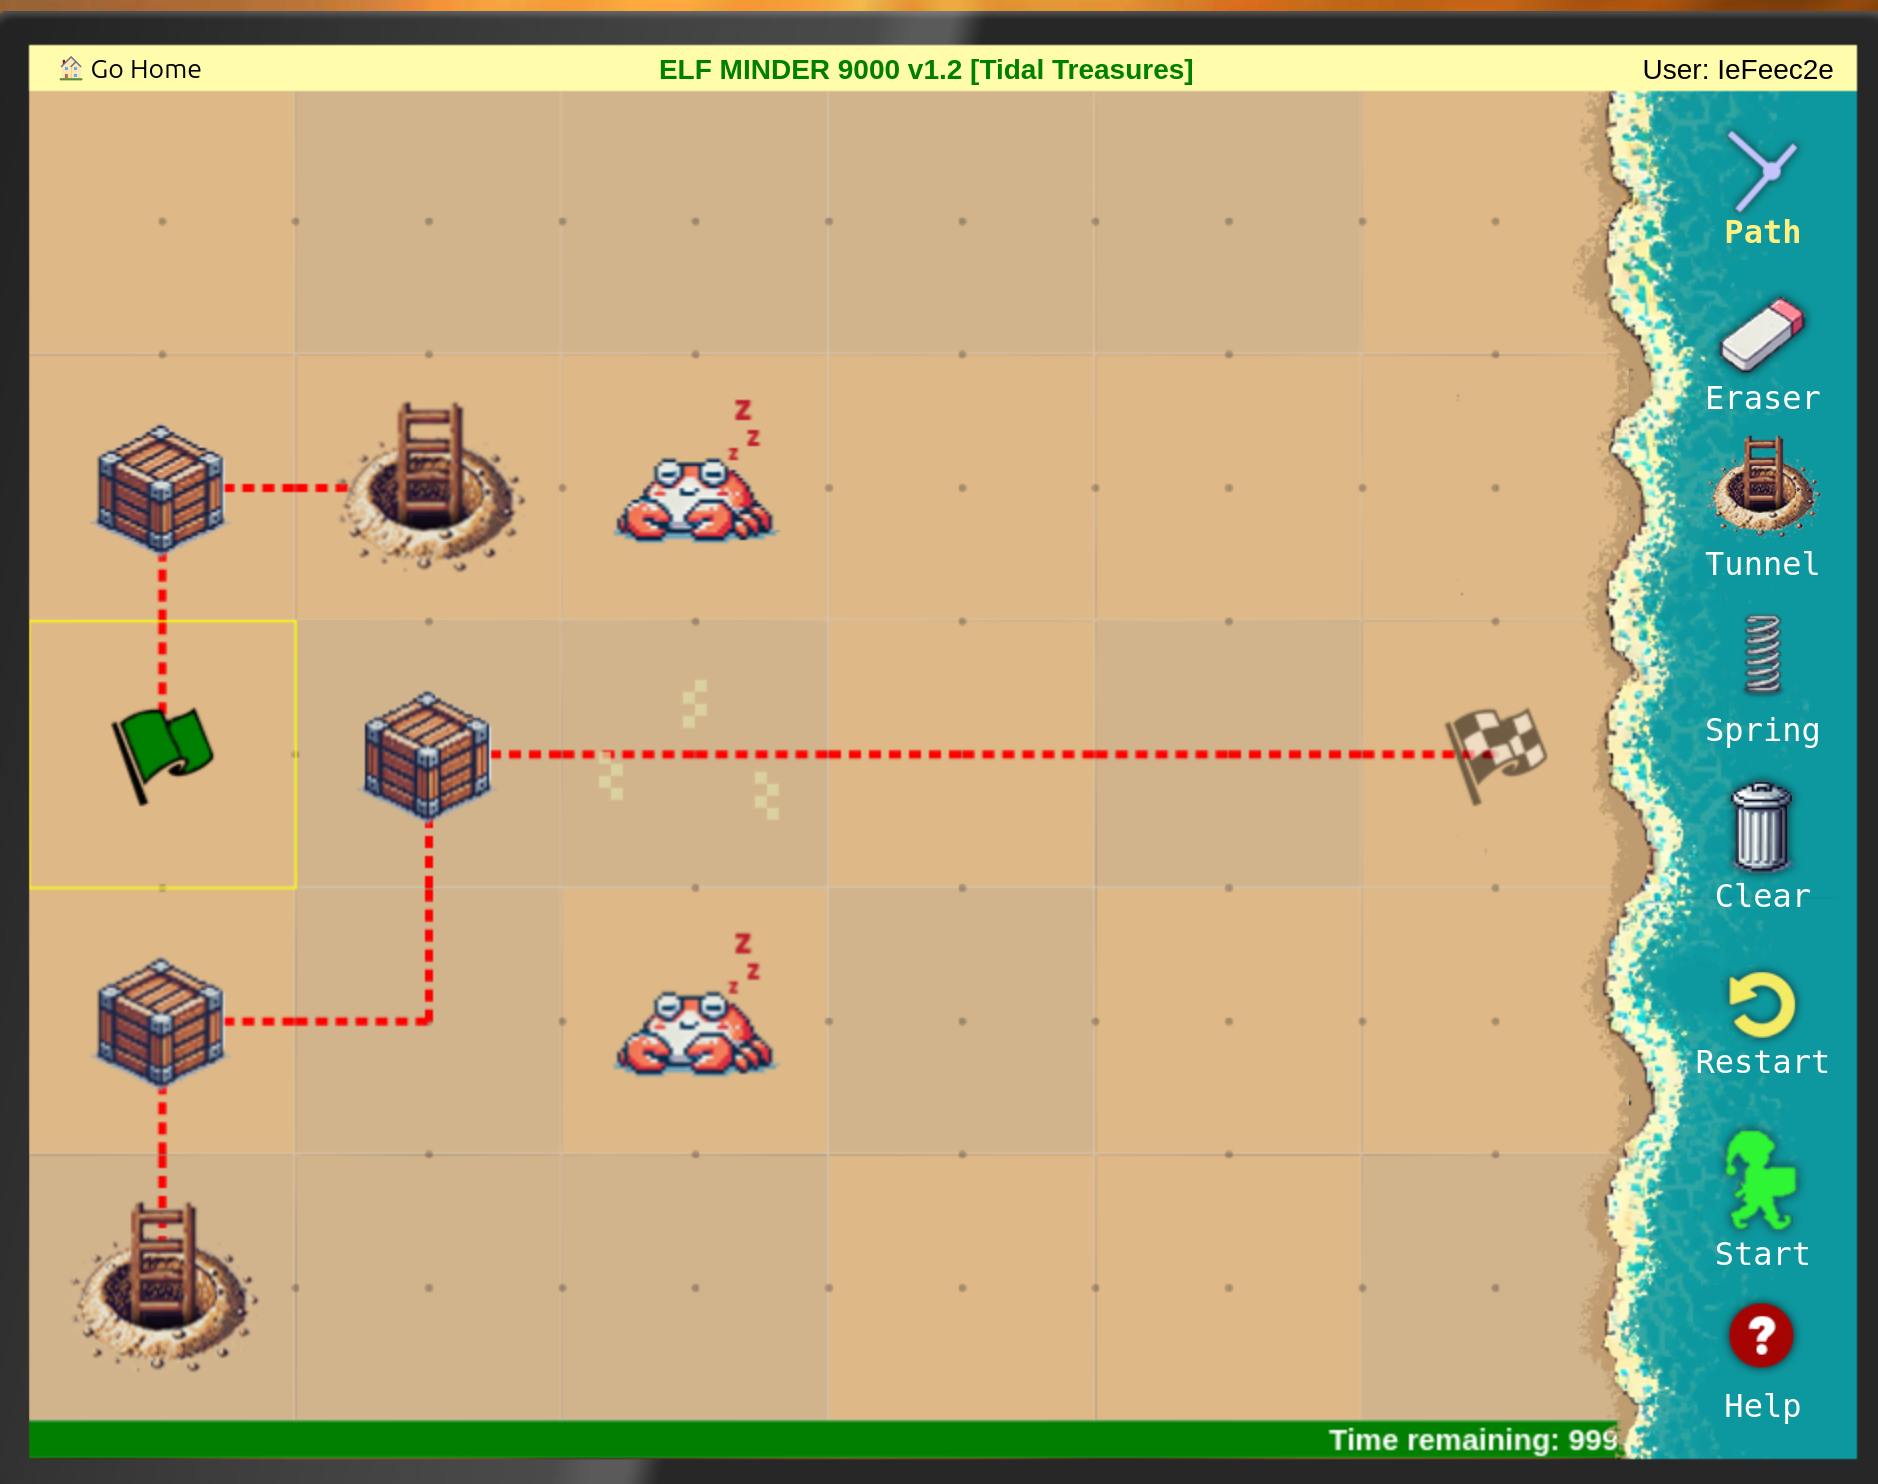 Go Home
ELF MINDER 9000 v1.2 [Tidal Treasures]
User: IeFeec2e
Path
Eraser
z
z
z
Tunnel
Spring
Clear
z
z
z
Restart
Start
?
Help
Time remaining: 999